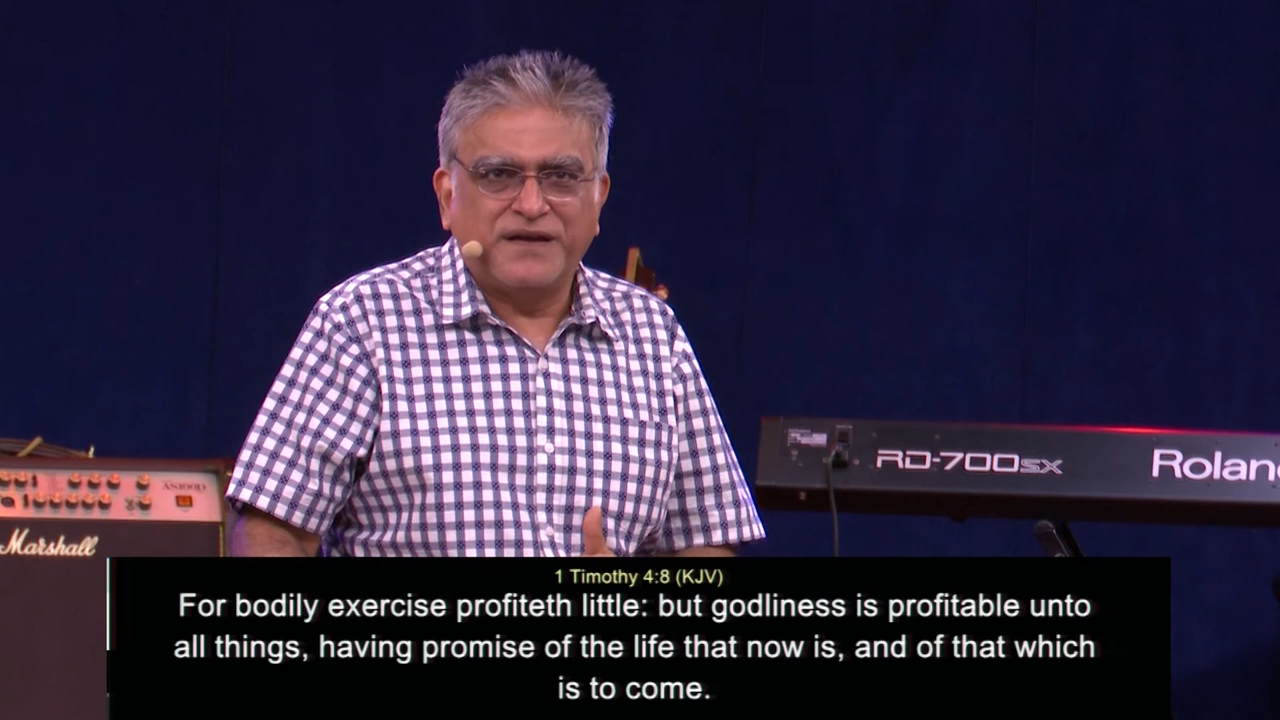 RD-700SX
Roland
AS100D
Marshall
1 Timothy 4:8 (KJV)
For bodily exercise profiteth little: but godliness is profitable unto
all things, having promise of the life that now is, and of that which
is to come.